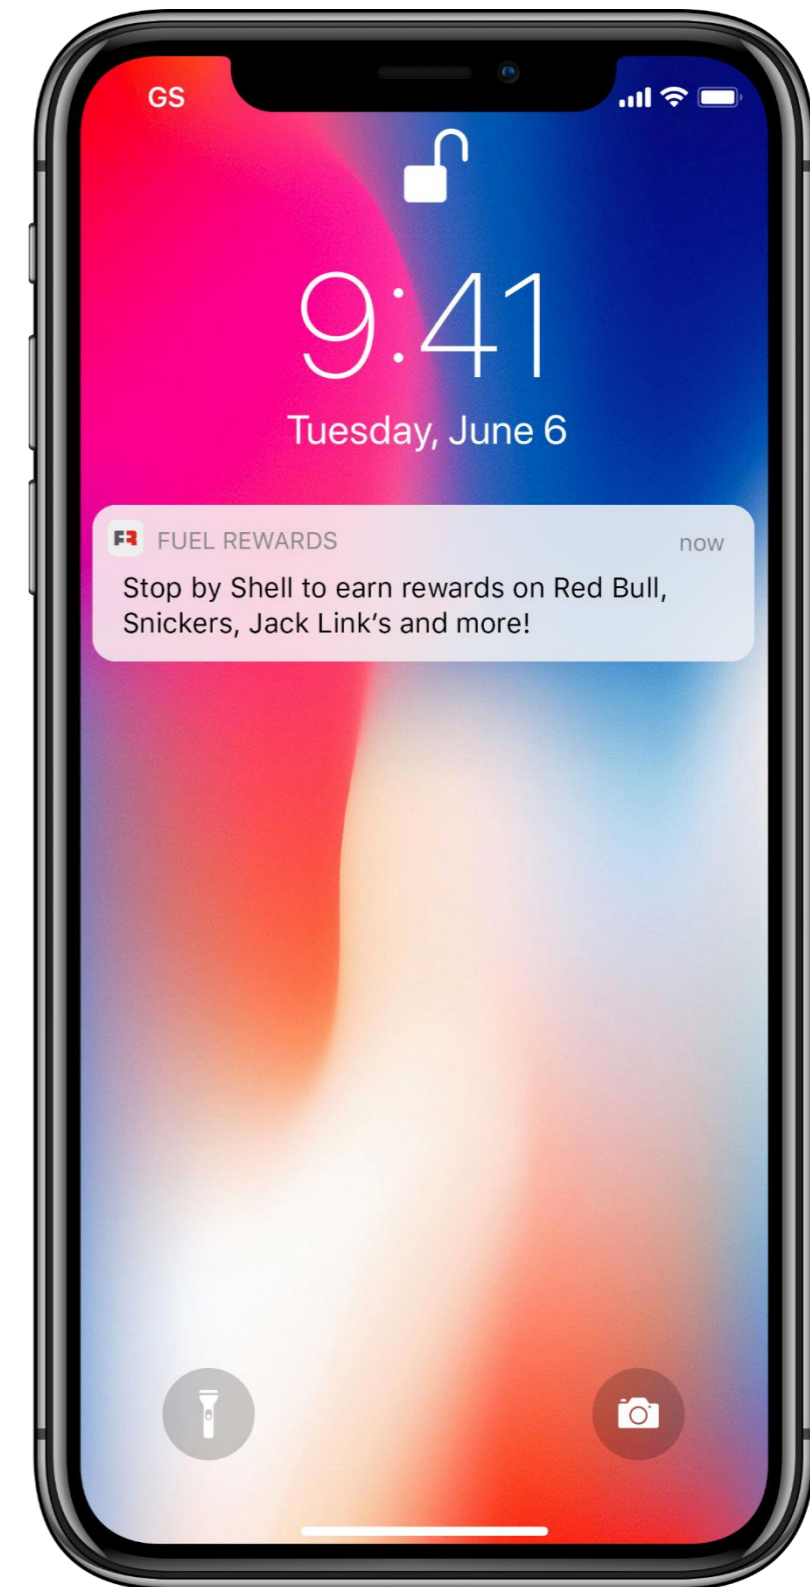 GS
9:41
Tuesday, June 6
FR FUEL REWARDS now
Stop by Shell to earn rewards on Red Bull,
Snickers, Jack Link's and more!